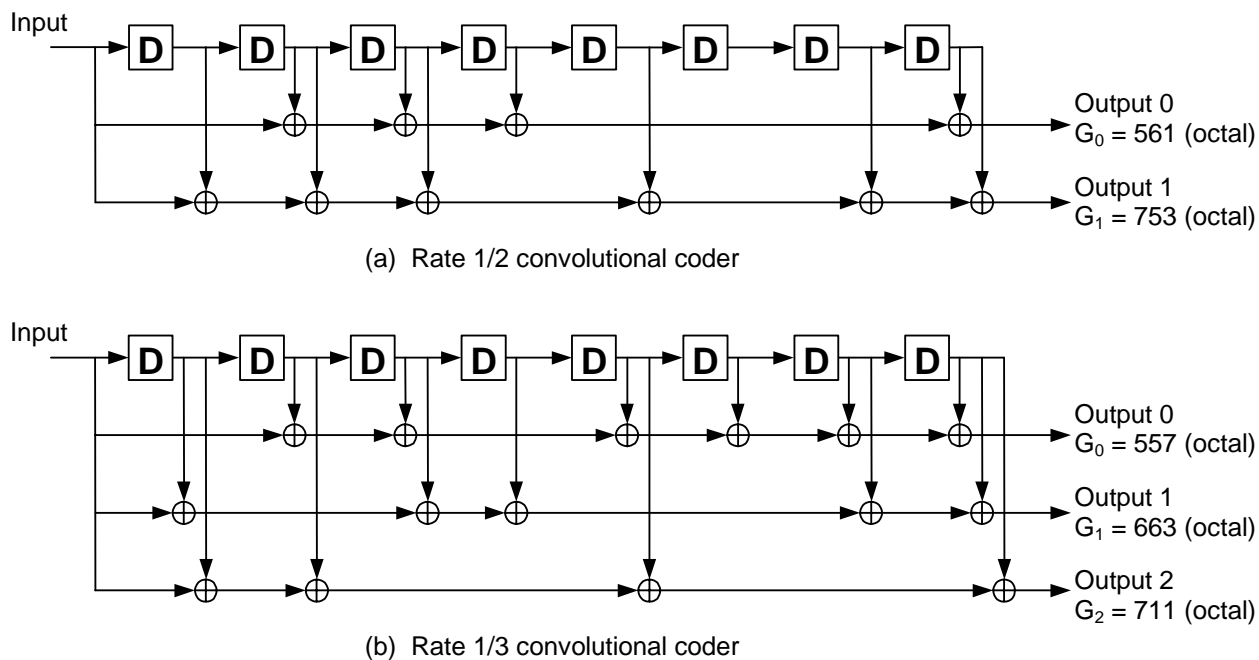 Input
D D D D D D D D
Output 0
G0 = 561 (octal)
Output 1
G1 = 753 (octal)
(a) Rate 1/2 convolutional coder
Input
D D D D D D D D
Output 0
G0 = 557 (octal)
Output 1
G1 = 663 (octal)
Output 2
G2 = 711 (octal)
(b) Rate 1/3 convolutional coder